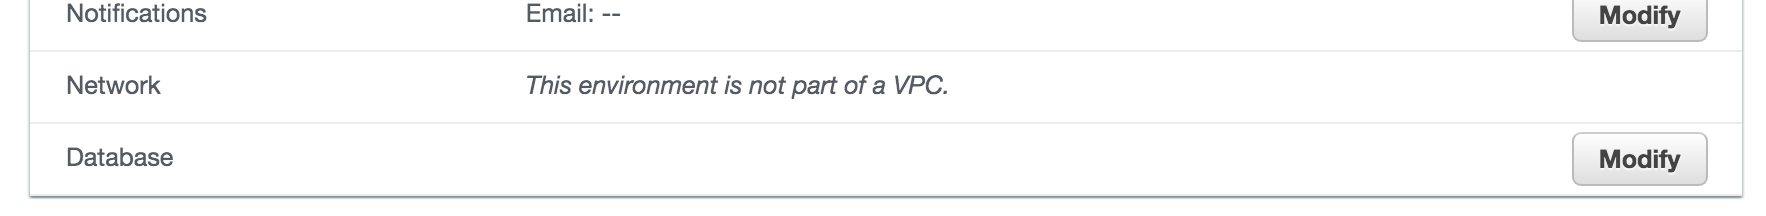 Notifications Email: -- Modify
Network This environment is not part of a VPC.
Database Modify